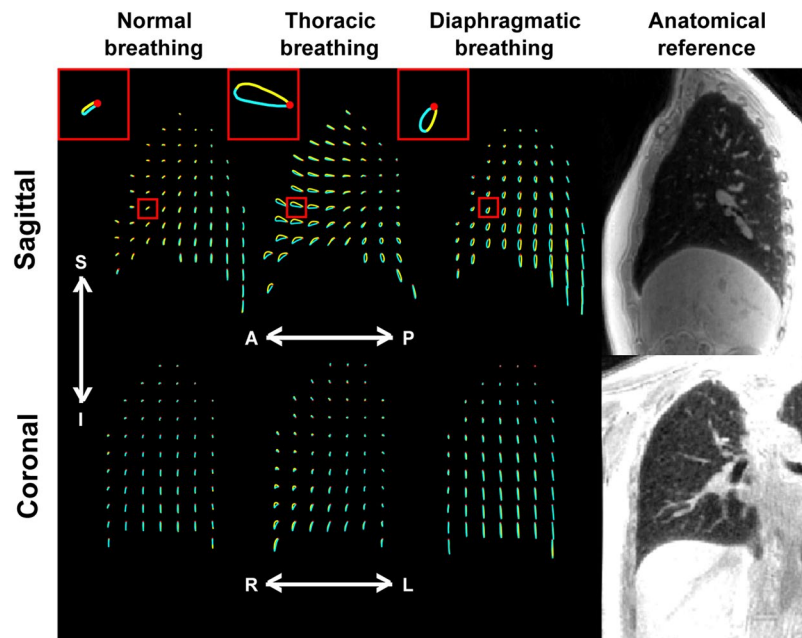 Normal
breathing
Thoracic
breathing
Diaphragmatic
breathing
Anatomical
reference
Sagittal
S
A
P
I
Coronal
R
L